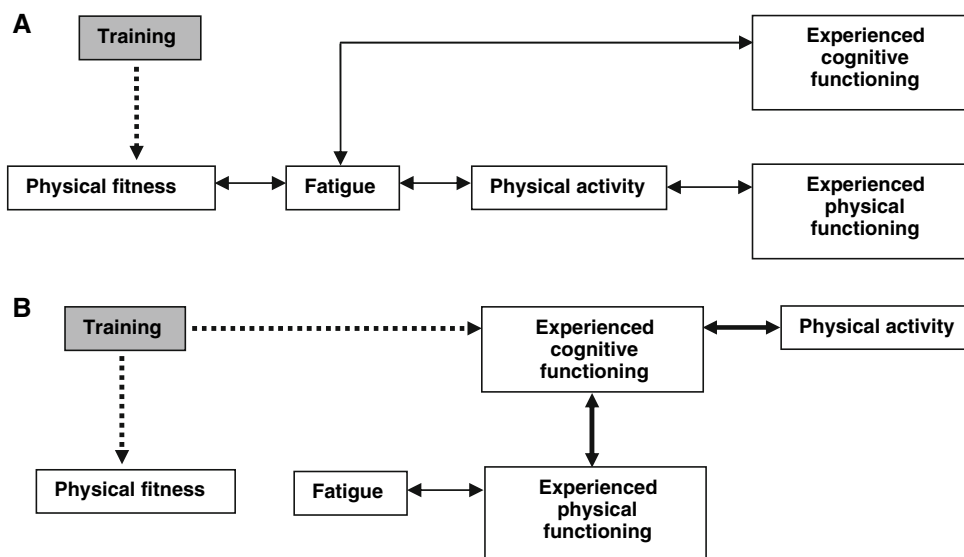 A
Training
Experienced
cognitive
functioning
Physical fitness
Fatigue
Physical activity
Experienced
physical
functioning
B
Training
Experienced
cognitive
functioning
Physical activity
Physical fitness
Fatigue
Experienced
physical
functioning